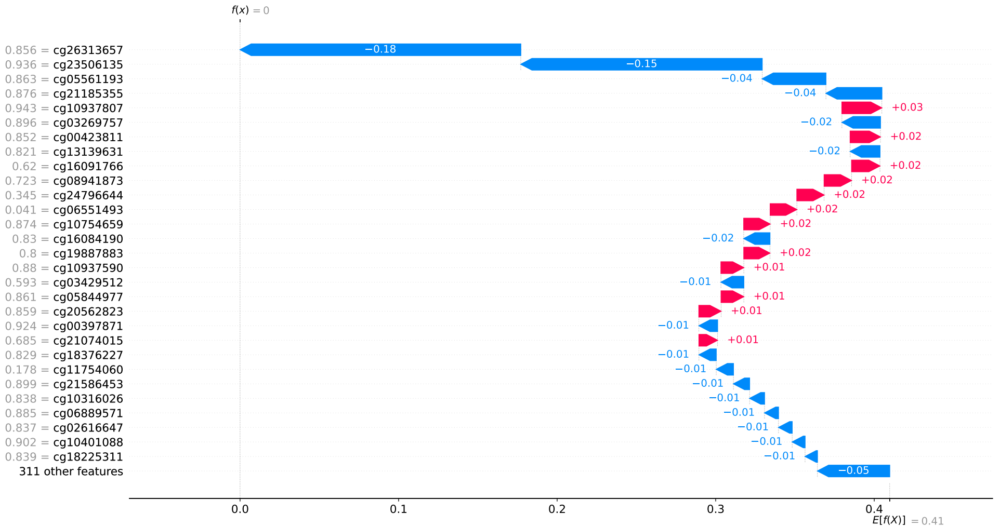 f(x) = 0
0.856 = cg26313657 −0.18
0.936 = cg23506135 −0.15
0.863 = cg05561193 −0.04
0.876 = cg21185355 −0.04
0.943 = cg10937807 +0.03
0.896 = cg03269757 −0.02
0.852 = cg00423811 +0.02
0.821 = cg13139631 −0.02
0.62 = cg16091766 +0.02
0.723 = cg08941873 +0.02
0.345 = cg24796644 +0.02
0.041 = cg06551493 +0.02
0.874 = cg10754659 +0.02
0.83 = cg16084190 −0.02
0.8 = cg19887883 +0.02
0.88 = cg10937590 +0.01
0.593 = cg03429512 −0.01
0.861 = cg05844977 +0.01
0.859 = cg20562823 +0.01
0.924 = cg00397871 −0.01
0.685 = cg21074015 +0.01
0.829 = cg18376227 −0.01
0.178 = cg11754060 −0.01
0.899 = cg21586453 −0.01
0.838 = cg10316026 −0.01
0.885 = cg06889571 −0.01
0.837 = cg02616647 −0.01
0.902 = cg10401088 −0.01
0.839 = cg18225311 −0.01
311 other features −0.05
0.0 0.1 0.2 0.3 0.4
E[f(X)] = 0.41